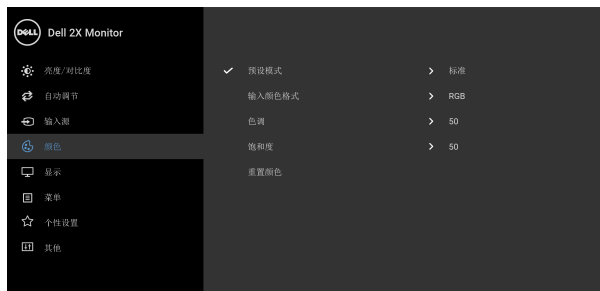 DELL Dell 2X Monitor
亮度/对比度
自动调节
输入源
颜色
显示
菜单
个性设置
其他
预设模式 标准
输入颜色格式 RGB
色调 50
饱和度 50
重置颜色